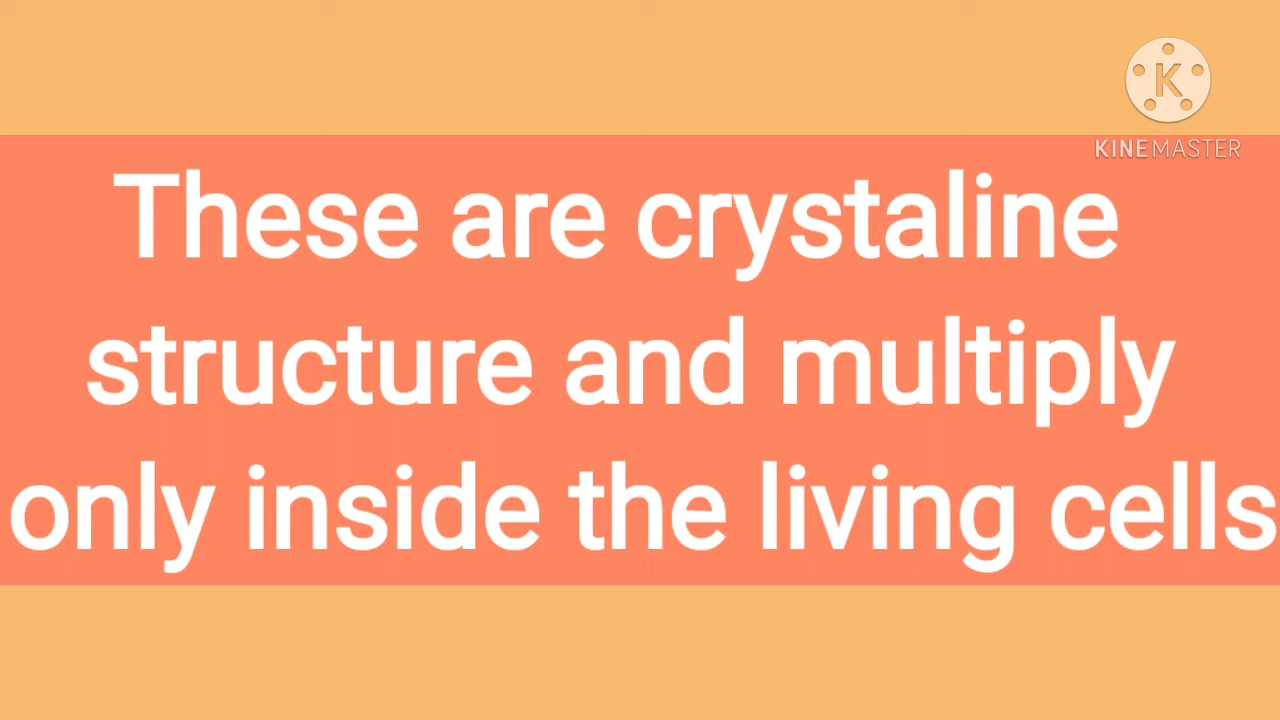 K
KINEMASTER
These are crystaline
structure and multiply
only inside the living cells